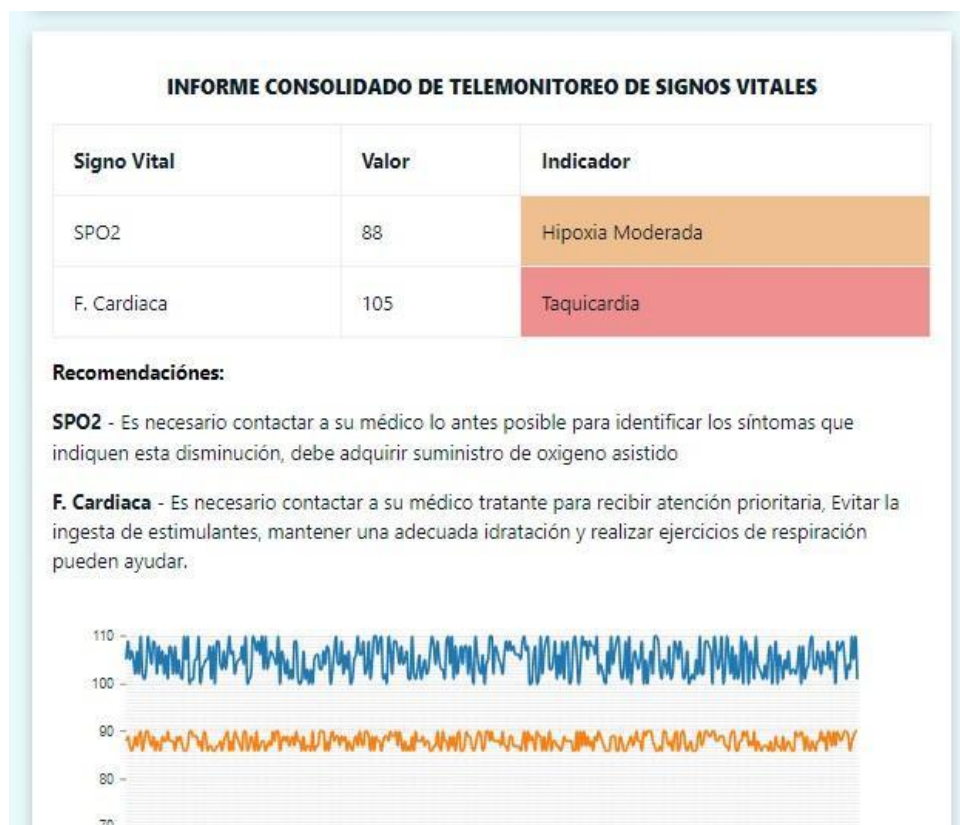 INFORME CONSOLIDADO DE TELEMONITOREO DE SIGNOS VITALES
Signo Vital Valor Indicador
SPO2 88 Hipoxia Moderada
F. Cardiaca 105 Taquicardia
Recomendaciónes:
SPO2 - Es necesario contactar a su médico lo antes posible para identificar los síntomas que
indiquen esta disminución, debe adquirir suministro de oxigeno asistido
F. Cardiaca - Es necesario contactar a su médico tratante para recibir atención prioritaria, Evitar la
ingesta de estimulantes, mantener una adecuada idratación y realizar ejercicios de respiración
pueden ayudar.
110
100
90
80
70